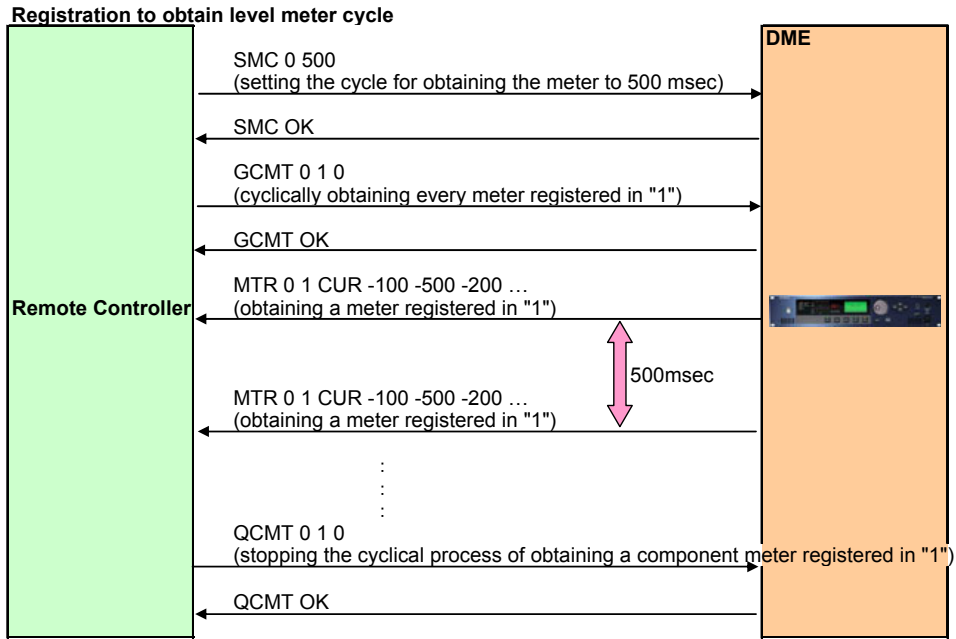 Registration to obtain level meter cycle
DME
SMC 0 500
(setting the cycle for obtaining the meter to 500 msec)
SMC OK
GCMT 0 1 0
(cyclically obtaining every meter registered in "1")
GCMT OK
Remote Controller
MTR 0 1 CUR -100 -500 -200 …
(obtaining a meter registered in "1")
500msec
MTR 0 1 CUR -100 -500 -200 …
(obtaining a meter registered in "1")
:
:
:
QCMT 0 1 0
(stopping the cyclical process of obtaining a component meter registered in "1")
QCMT OK